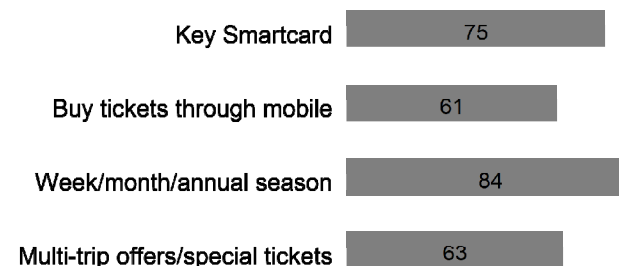 Key Smartcard 75
Buy tickets through mobile 61
Week/month/annual season 84
Multi-trip offers/special tickets 63